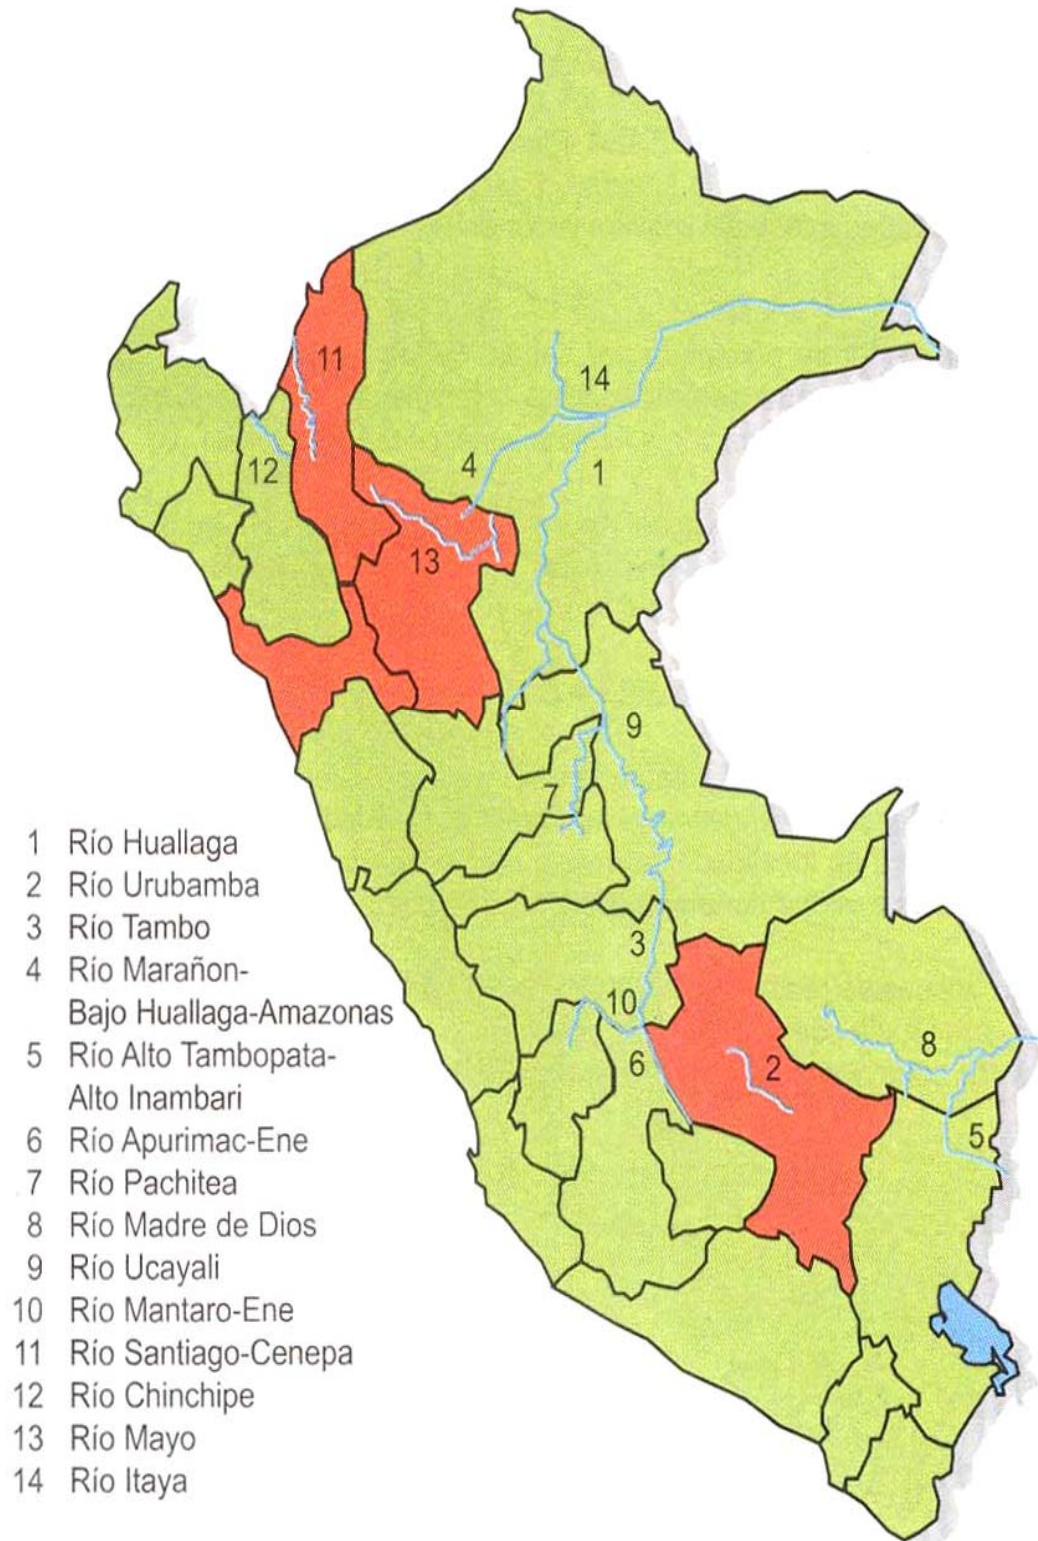 11
14
12
4
1
13
9
7
1 Río Huallaga
2 Río Urubamba
3 Río Tambo
4 Río Marañon-
Bajo Huallaga-Amazonas
5 Río Alto Tambopata-
Alto Inambari
6 Río Apurimac-Ene
7 Río Pachitea
8 Río Madre de Dios
9 Río Ucayali
10 Río Mantaro-Ene
11 Río Santiago-Cenepa
12 Río Chinchipe
13 Río Mayo
14 Río Itaya
3
10
6
2
8
5